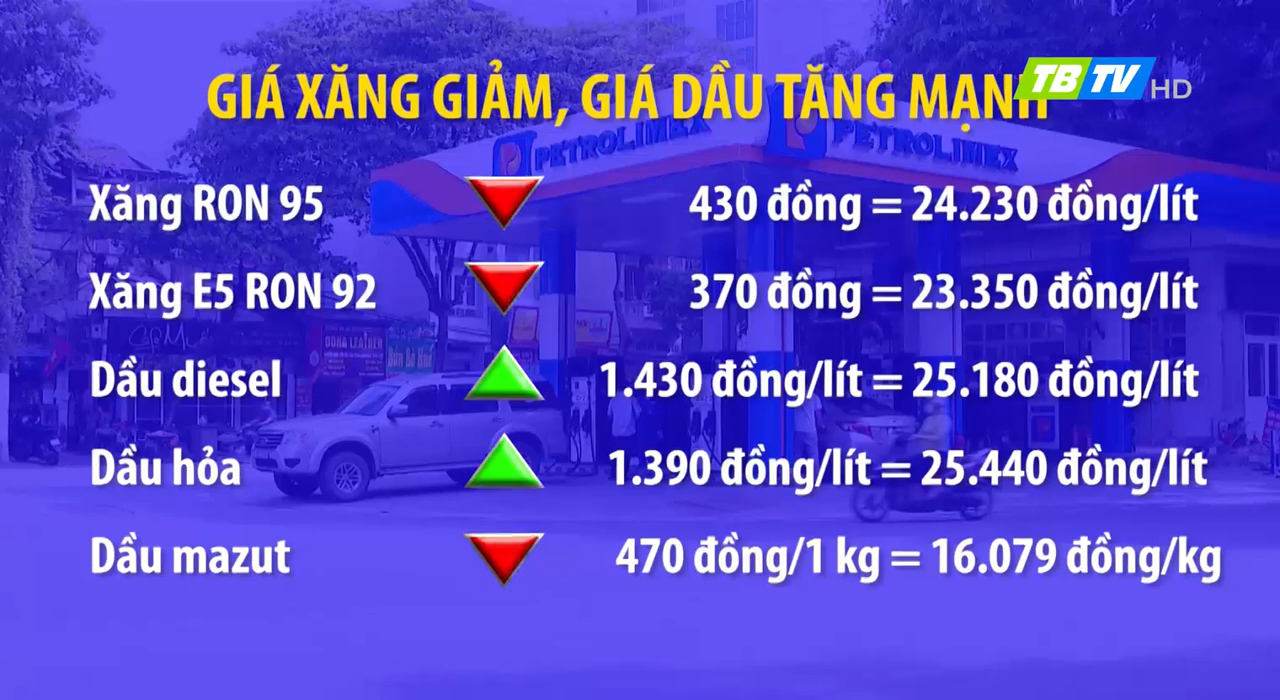 GIÁ XĂNG GIẢM, GIÁ DẦU TĂNG MẠNH
TBTV HD
PETROLIMEX PETROLIMEX
Xăng RON 95 430 đồng = 24.230 đồng/lít
Xăng E5 RON 92 370 đồng = 23.350 đồng/lít
Dầu diesel 1.430 đồng/lít = 25.180 đồng/lít
Dầu hỏa 1.390 đồng/lít = 25.440 đồng/lít
Dầu mazut 470 đồng/1 kg = 16.079 đồng/kg